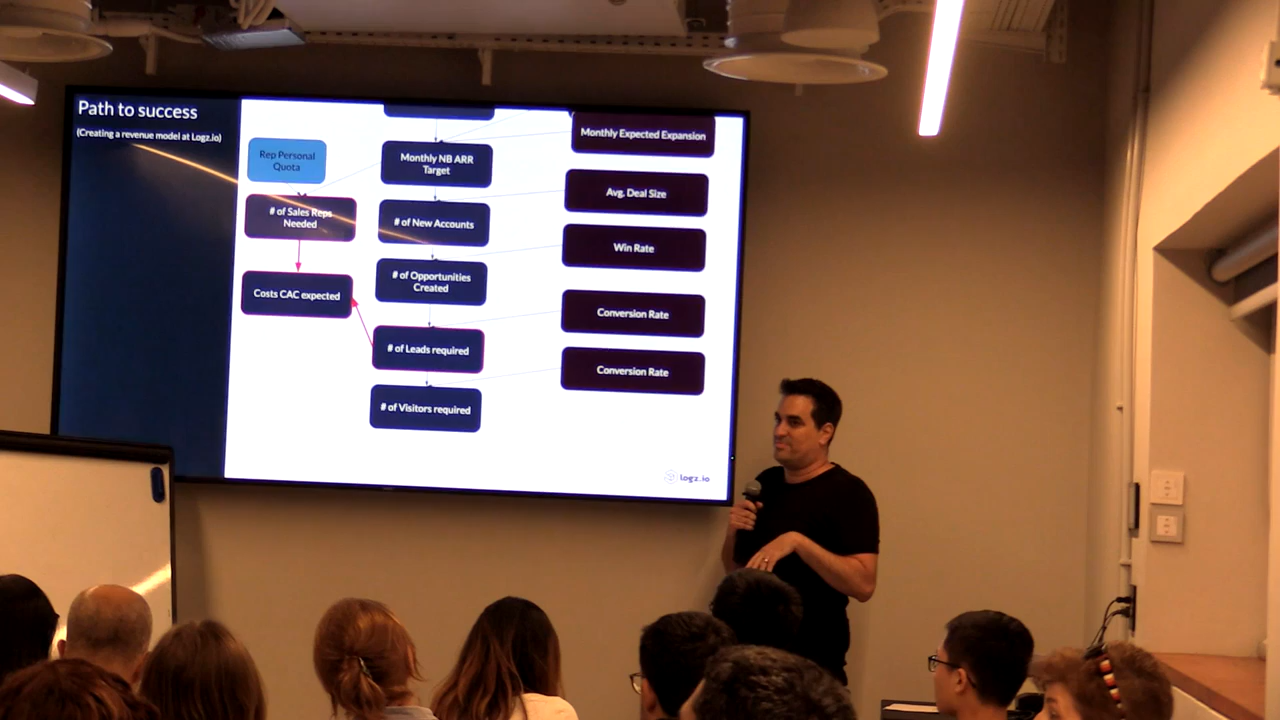 Path to success
(Creating a revenue model at Logz.io)
Rep Personal
Quota
# of Sales Reps
Needed
Costs CAC expected
Monthly NB ARR
Target
# of New Accounts
# of Opportunities
Created
# of Leads required
# of Visitors required
Monthly Expected Expansion
Avg. Deal Size
Win Rate
Conversion Rate
Conversion Rate
logz.io